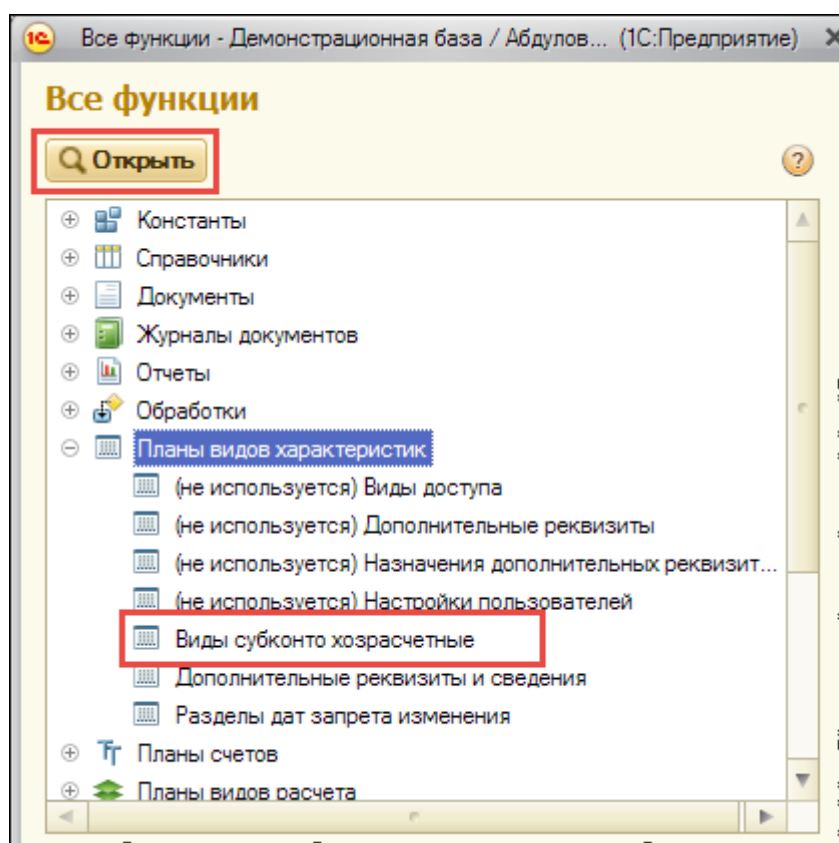 1С Все функции - Демонстрационная база / Абдулов... (1С:Предприятие)
Все функции
Открыть ?
Константы
Справочники
Документы
Журналы документов
Отчеты
Обработки
Планы видов характеристик
(не используется) Виды доступа
(не используется) Дополнительные реквизиты
(не используется) Назначения дополнительных реквизит...
(не используется) Настройки пользователей
Виды субконто хозрасчетные
Дополнительные реквизиты и сведения
Разделы дат запрета изменения
Тг Планы счетов
Планы видов расчета